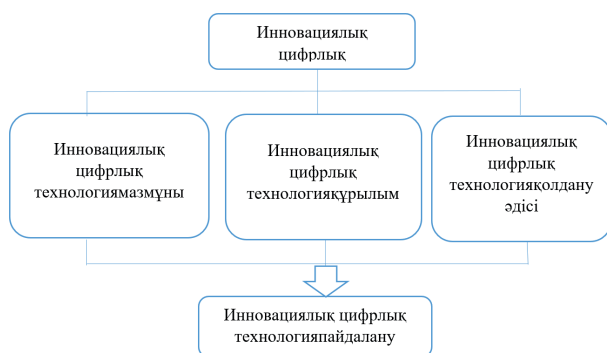 Инновациялық
цифрлық
Инновациялық
цифрлық
технологиямазмұны
Инновациялық
цифрлық
технологияқұрылым
Инновациялық
цифрлық
технологияқолдану
әдісі
Инновациялық цифрлық
технологияпайдалану